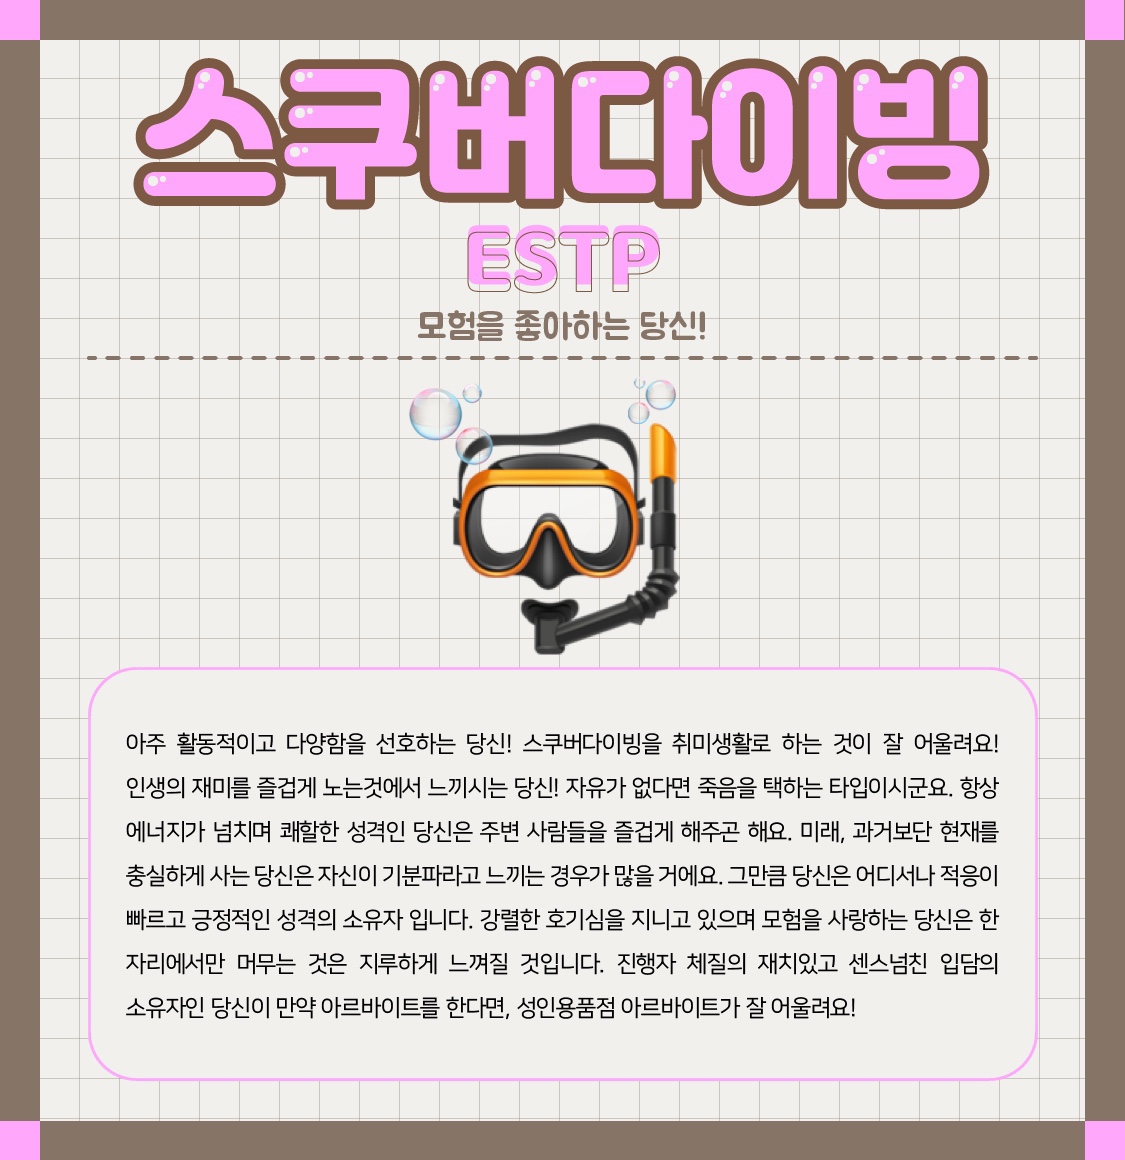 스쿠버다이빙
ESTP
모험을 좋아하는 당신!
아주 활동적이고 다양함을 선호하는 당신! 스쿠버다이빙을 취미생활로 하는 것이 잘 어울려요!
인생의 재미를 즐겁게 노는것에서 느끼시는 당신! 자유가 없다면 죽음을 택하는 타입이시군요. 항상
에너지가 넘치며 쾌할한 성격인 당신은 주변 사람들을 즐겁게 해주곤 해요. 미래, 과거보단 현재를
충실하게 사는 당신은 자신이 기분파라고 느끼는 경우가 많을 거에요. 그만큼 당신은 어디서나 적응이
빠르고 긍정적인 성격의 소유자 입니다. 강렬한 호기심을 지니고 있으며 모험을 사랑하는 당신은 한
자리에서만 머무는 것은 지루하게 느껴질 것입니다. 진행자 체질의 재치있고 센스넘친 입담의
소유자인 당신이 만약 아르바이트를 한다면, 성인용품점 아르바이트가 잘 어울려요!